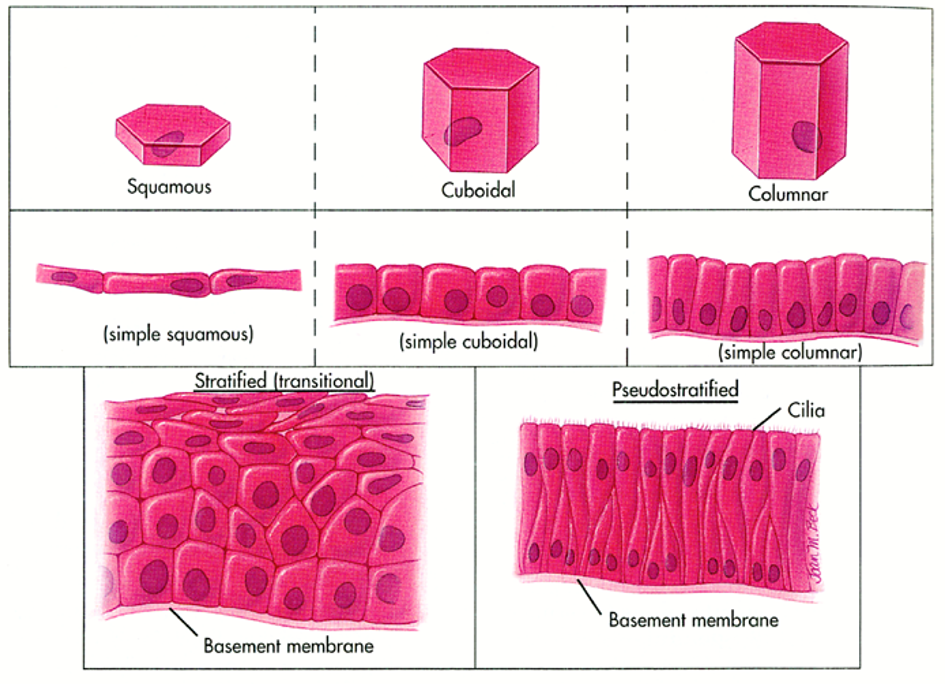 Squamous
Cuboidal
Columnar
(simple squamous)
(simple cuboidal)
(simple columnar)
Stratified (transitional)
Basement membrane
Pseudostratified
Cilia
Basement membrane